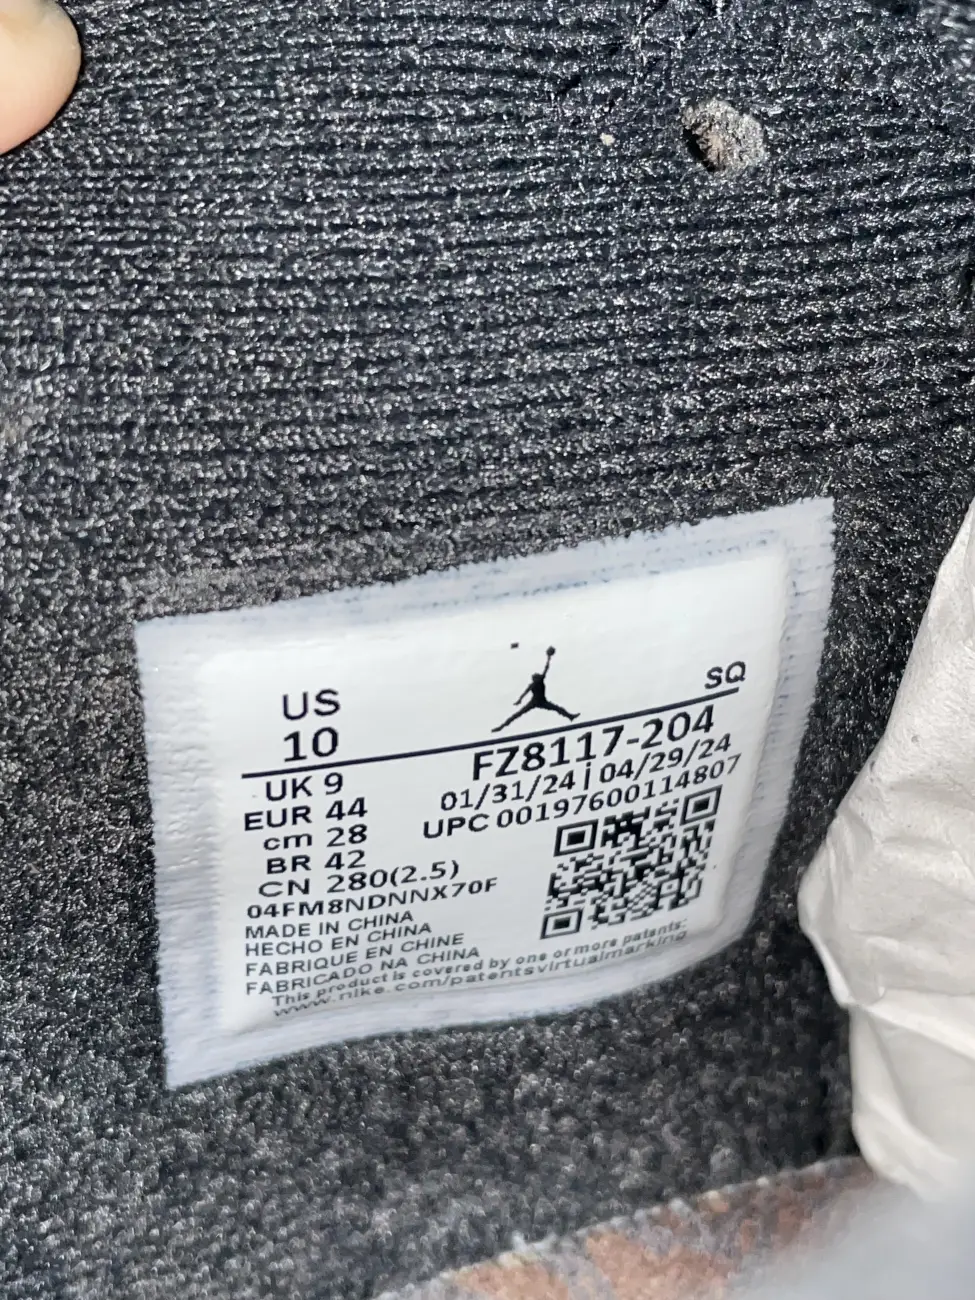 US
10
SQ
FZ8117-204
01/31/24 | 04/29/24
UPC 00197600114807
UK 9
EUR 44
cm 28
BR 42
CN 280(2.5)
04FM8NDNNX70F
MADE IN CHINA
HECHO EN CHINA
FABRIQUE EN CHINE
FABRICADO NA CHINA
This product is covered by one or more patents:
www.nike.com/patentsvirtualmarking